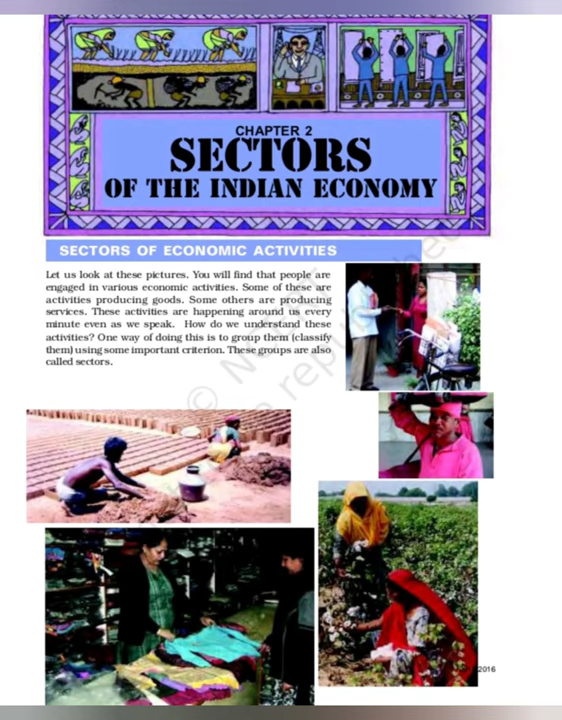 CHAPTER 2
SECTORS
OF THE INDIAN ECONOMY
SECTORS OF ECONOMIC ACTIVITIES
Let us look at these pictures. You will find that people are
engaged in various economic activities. Some of these are
activities producing goods. Some others are producing
services. These activities are happening around us every
minute even as we speak. How do we understand these
activities? One way of doing this is to group them (classify
them) using some important criterion. These groups are also
called sectors.
© NCERT
2016